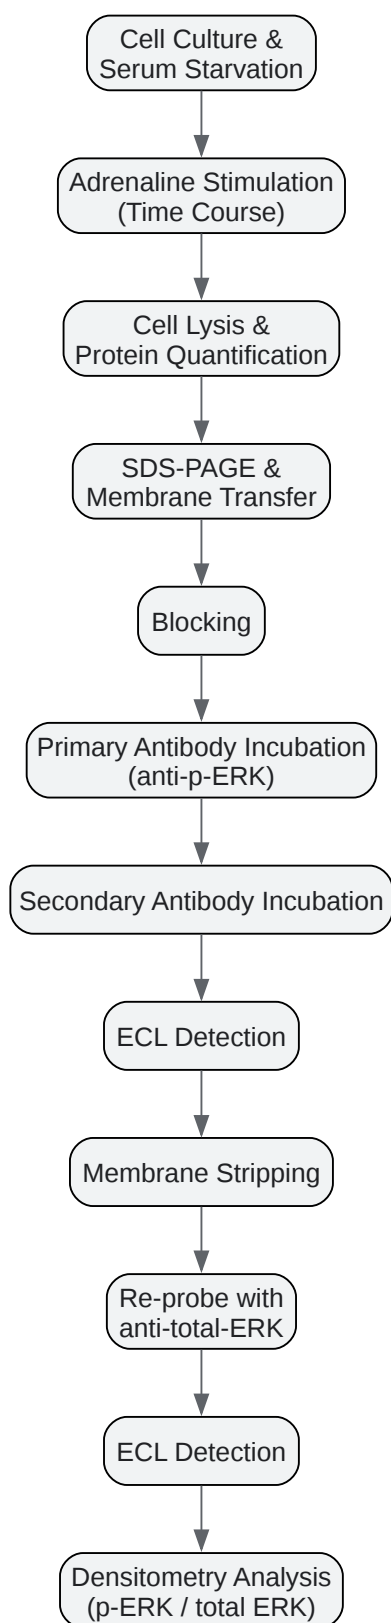 Cell Culture &
Serum Starvation
Adrenaline Stimulation
(Time Course)
Cell Lysis &
Protein Quantification
SDS-PAGE &
Membrane Transfer
Blocking
Primary Antibody Incubation
(anti-p-ERK)
Secondary Antibody Incubation
ECL Detection
Membrane Stripping
Re-probe with
anti-total-ERK
ECL Detection
Densitometry Analysis
(p-ERK / total ERK)